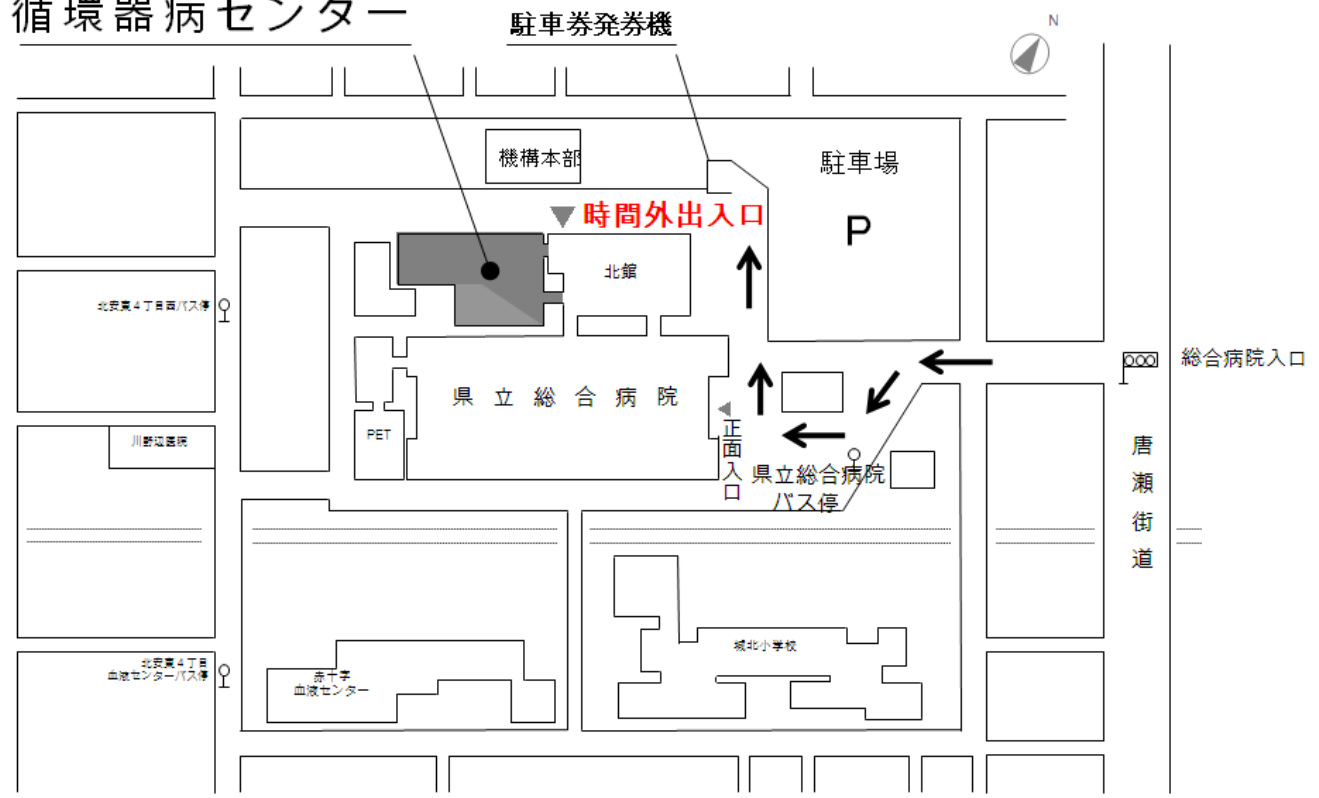 循環器病センター
駐車券発券機
N
機構本部
駐車場
P
時間外出入口
北館
北安東4丁目西バス停
総合病院入口
県立総合病院
PET
正面入口
川野辺医院
県立総合病院
バス停
唐瀬街道
城北小学校
北安東4丁目
血液センターバス停
赤十字
血液センター